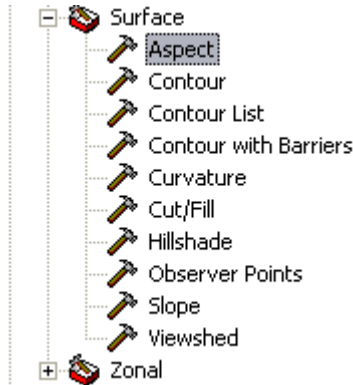 Surface
Aspect
Contour
Contour List
Contour with Barriers
Curvature
Cut/Fill
Hillshade
Observer Points
Slope
Viewshed
Zonal